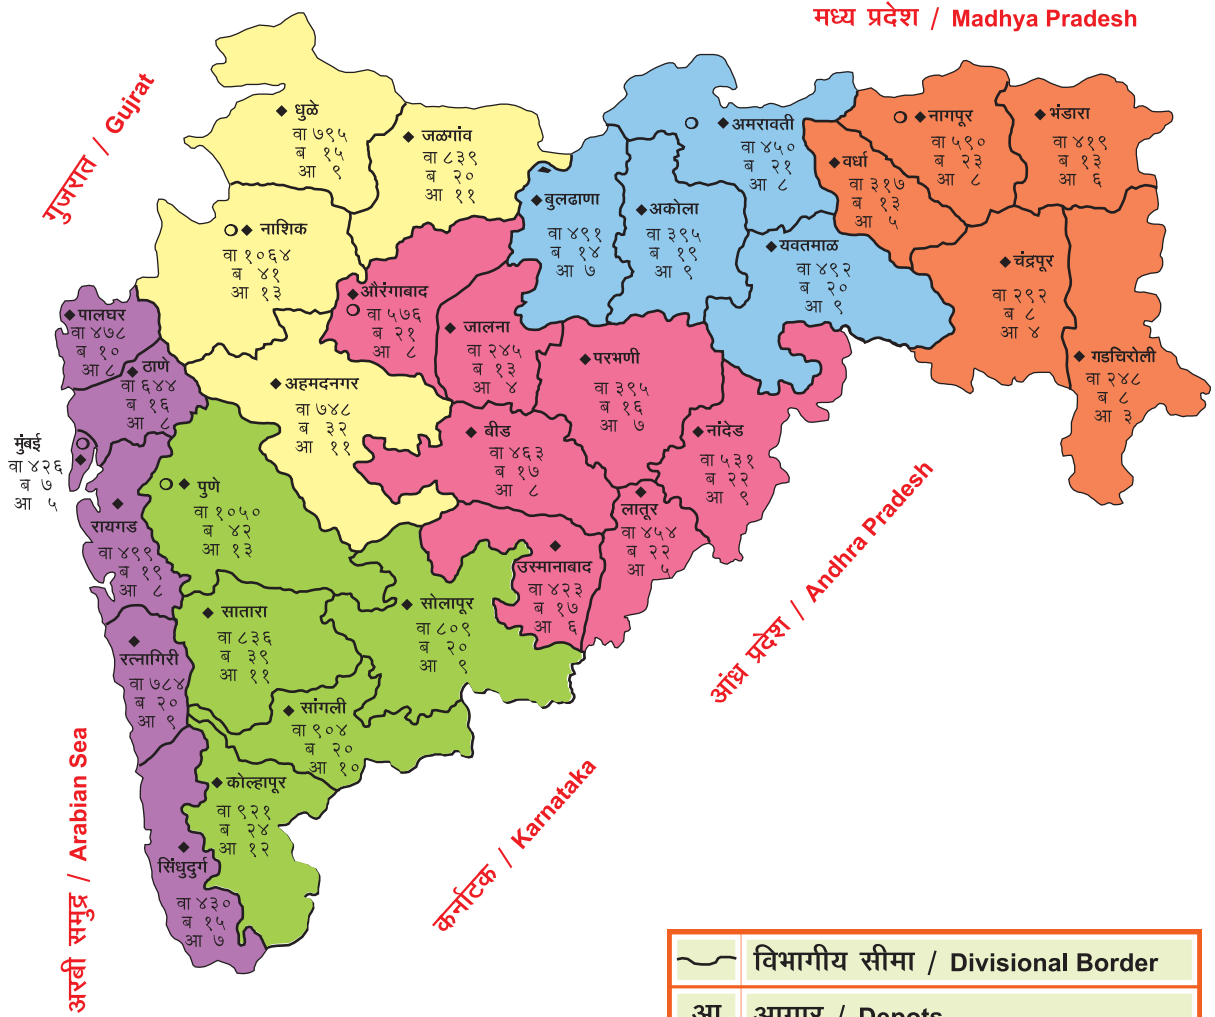 मध्य प्रदेश / Madhya Pradesh
गुजरात / Gujrat
धुळे
वा ७९५
ब १५
आ ९
जळगांव
वा ८३९
ब २०
आ ११
नाशिक
वा १०६४
ब ४१
आ १३
अहमदनगर
वा ७४८
ब ३२
आ ११
अमरावती
वा ४५०
ब २१
आ ८
बुलढाणा
वा ४९१
ब १४
आ ७
अकोला
वा ३९५
ब १९
आ ९
यवतमाळ
वा ४९२
ब २०
आ ९
नागपूर
वा ५९०
ब २३
आ ८
भंडारा
वा ४१९
ब १३
आ ६
वर्धा
वा ३१७
ब १३
आ ५
चंद्रपूर
वा २९२
ब ८
आ ४
गडचिरोली
वा २४८
ब ८
आ ३
औरंगाबाद
वा ५७६
ब २१
आ ८
जालना
वा २४५
ब १३
आ ४
परभणी
वा ३९५
ब १६
आ ७
बीड
वा ४६३
ब १७
आ ८
नांदेड
वा ५३१
ब २२
आ ९
लातूर
वा ४५४
ब २२
आ ५
उस्मानाबाद
वा ४२३
ब १७
आ ६
पालघर
वा ४७८
ब १०
आ ८
ठाणे
वा ६४४
ब १६
आ ८
मुंबई
वा ४२६
ब ७
आ ५
रायगड
वा ४९९
ब १९
आ ८
रत्नागिरी
वा ७८४
ब २०
आ ९
सिंधुदुर्ग
वा ४३०
ब १५
आ ७
पुणे
वा १०५०
ब ४२
आ १३
सातारा
वा ८३६
ब ३९
आ ११
सोलापूर
वा ८०९
ब २०
आ ९
सांगली
वा ९०४
ब २०
आ १०
कोल्हापूर
वा ९२१
ब २४
आ १२
आंध्र प्रदेश / Andhra Pradesh
कर्नाटक / Karnataka
अरबी समुद्र / Arabian Sea
विभागीय सीमा / Divisional Border
आ आगार / Depots